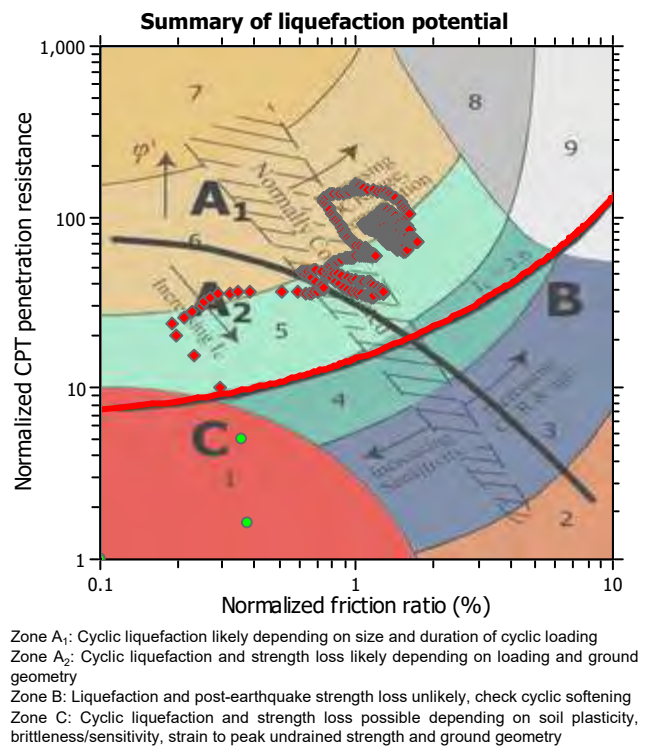 Summary of liquefaction potential
1,000
7
8
9
φ'
A1
Normally
100
6
A2
Increasing Ic
5
B
10
4
C
Increasing
3
1
Increasing
Sensitivity
2
1
0.1
1
10
Normalized CPT penetration resistance
Normalized friction ratio (%)
Zone A1: Cyclic liquefaction likely depending on size and duration of cyclic loading
Zone A2: Cyclic liquefaction and strength loss likely depending on loading and ground
geometry
Zone B: Liquefaction and post-earthquake strength loss unlikely, check cyclic softening
Zone C: Cyclic liquefaction and strength loss possible depending on soil plasticity,
brittleness/sensitivity, strain to peak undrained strength and ground geometry